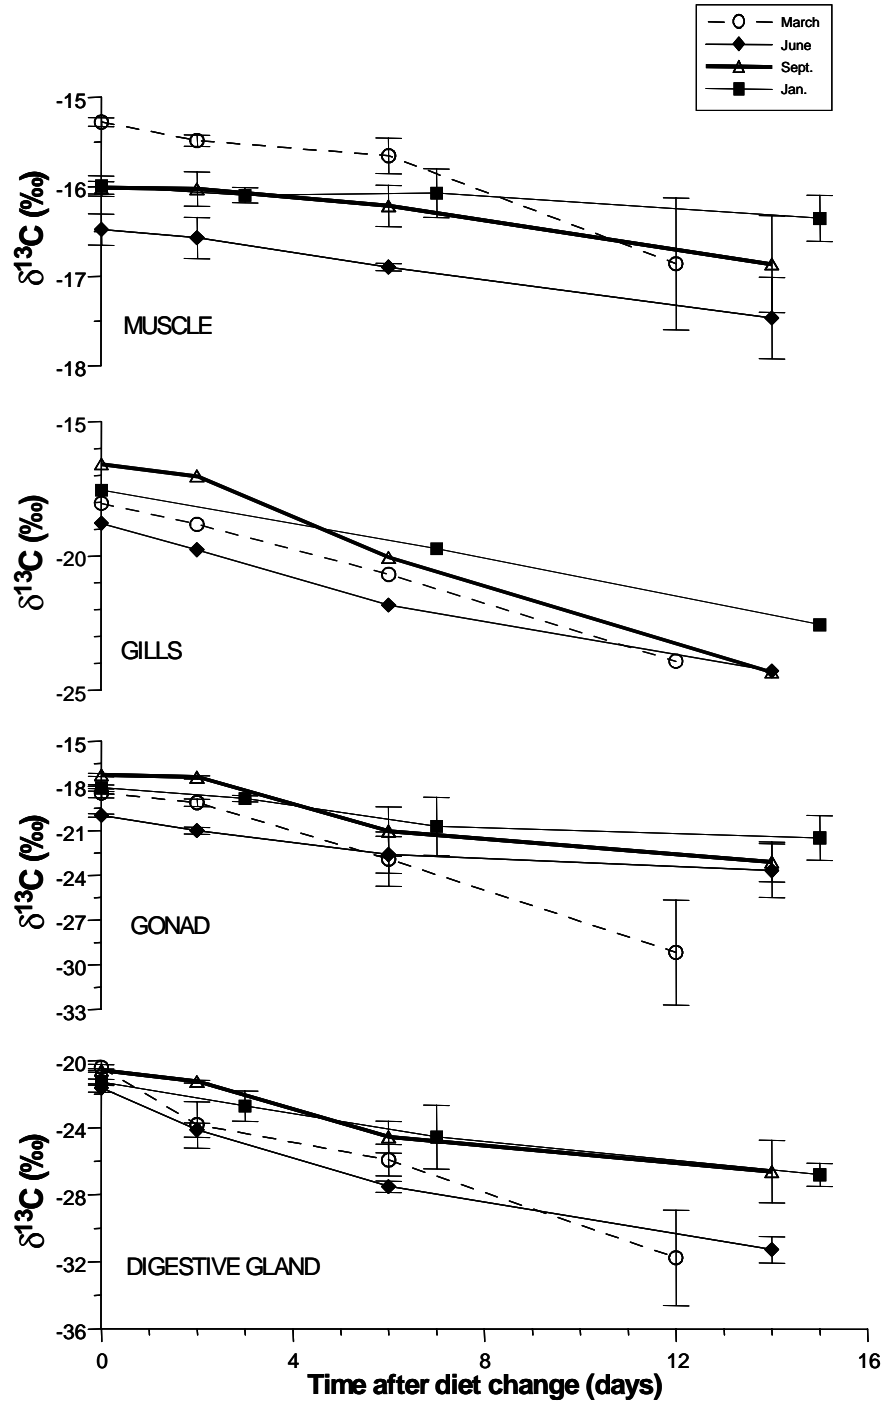 March
June
Sept.
Jan.
-15
-16
-17
-18
δ13C (‰)
MUSCLE
-15
-20
-25
δ13C (‰)
GILLS
-15
-18
-21
-24
-27
-30
-33
δ13C (‰)
GONAD
-20
-24
-28
-32
-36
δ13C (‰)
DIGESTIVE GLAND
0 4 8 12 16
Time after diet change (days)